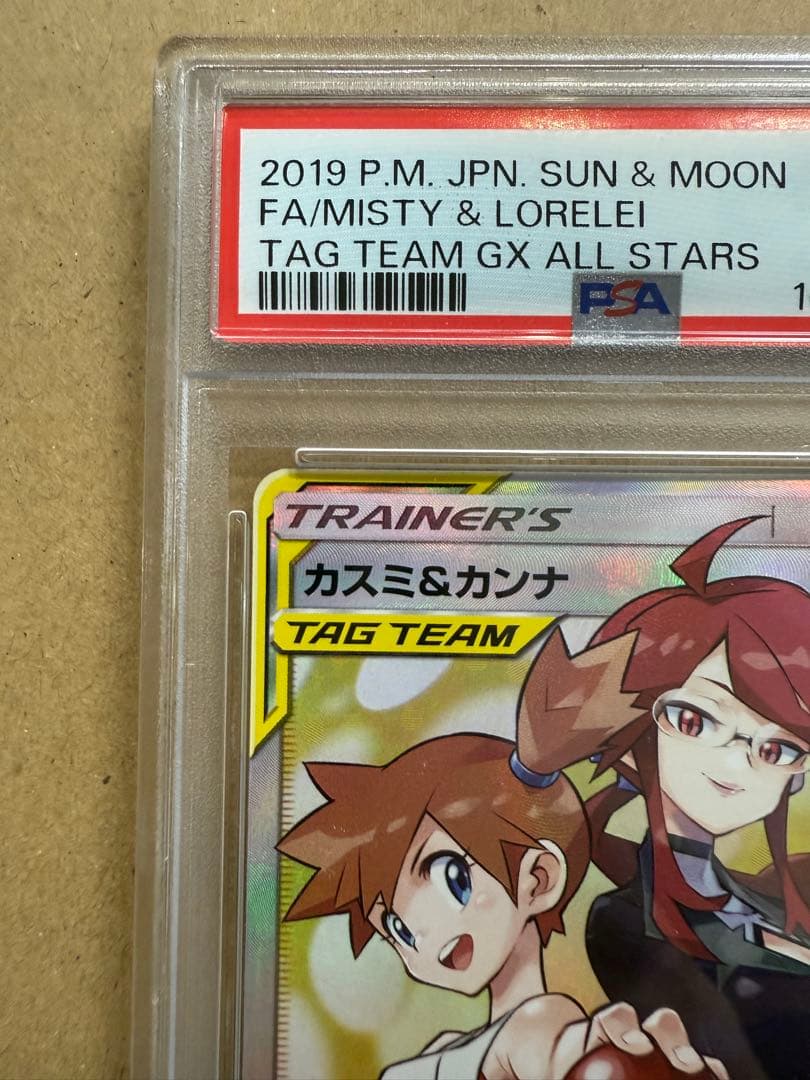 2019 P.M. JPN. SUN & MOON
FA/MISTY & LORELEI
TAG TEAM GX ALL STARS
PSA
TRAINER'S
カスミ&カンナ
TAG TEAM